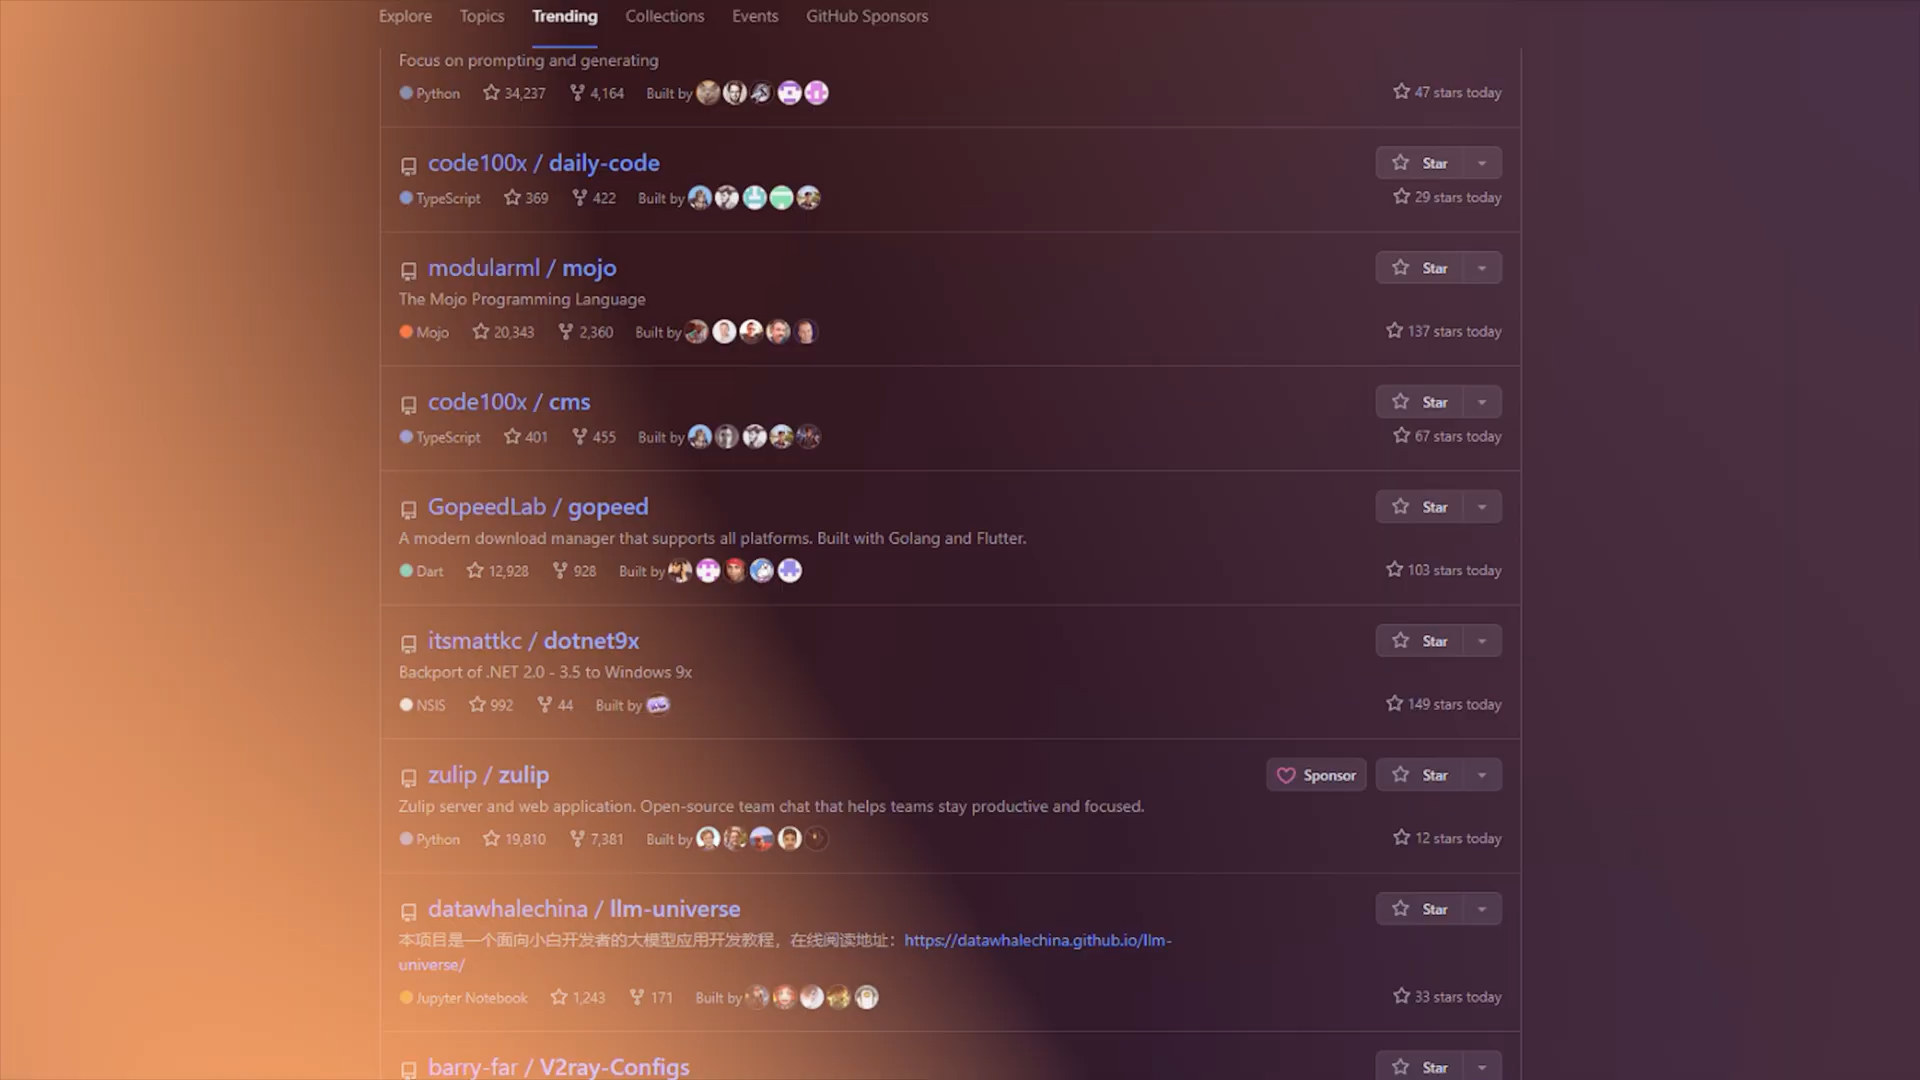 Explore Topics Trending Collections Events GitHub Sponsors
Focus on prompting and generating
Python 34,237 4,164 Built by 47 stars today
code100x / daily-code Star
TypeScript 369 422 Built by 29 stars today
modularml / mojo Star
The Mojo Programming Language
Mojo 20,343 2,360 Built by 137 stars today
code100x / cms Star
TypeScript 401 455 Built by 67 stars today
GopeedLab / gopeed Star
A modern download manager that supports all platforms. Built with Golang and Flutter.
Dart 12,928 928 Built by 103 stars today
itsmattkc / dotnet9x Star
Backport of .NET 2.0 - 3.5 to Windows 9x
NSIS 992 44 Built by 149 stars today
zulip / zulip Sponsor Star
Zulip server and web application. Open-source team chat that helps teams stay productive and focused.
Python 19,810 7,381 Built by 12 stars today
datawhalechina / llm-universe Star
本项目是一个面向小白开发者的大模型应用开发教程，在线阅读地址：https://datawhalechina.github.io/llm-
universe/
Jupyter Notebook 1,243 171 Built by 33 stars today
barry-far / V2ray-Configs Star